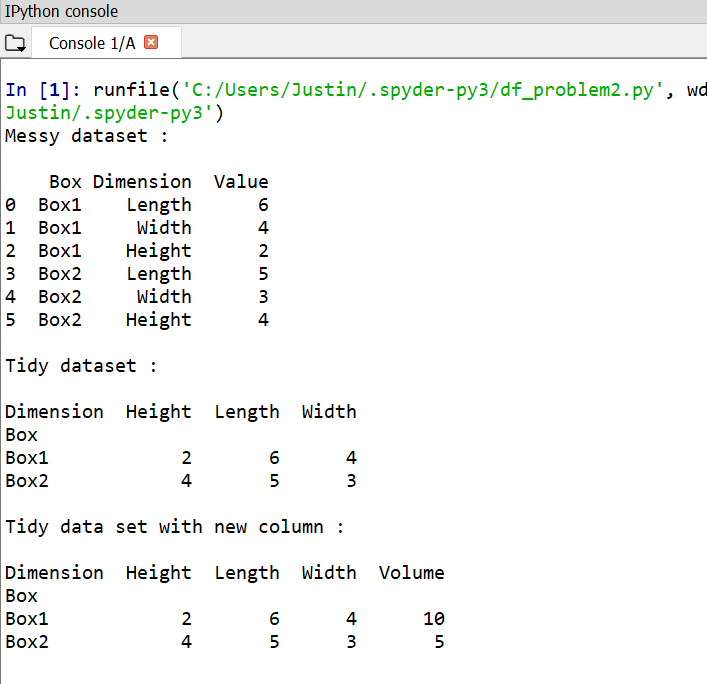 IPython console
Console 1/A
In [1]: runfile('C:/Users/Justin/.spyder-py3/df_problem2.py', wd
Justin/.spyder-py3')
Messy dataset :
Box Dimension Value
0 Box1 Length 6
1 Box1 Width 4
2 Box1 Height 2
3 Box2 Length 5
4 Box2 Width 3
5 Box2 Height 4
Tidy dataset :
Dimension Height Length Width
Box
Box1 2 6 4
Box2 4 5 3
Tidy data set with new column :
Dimension Height Length Width Volume
Box
Box1 2 6 4 10
Box2 4 5 3 5